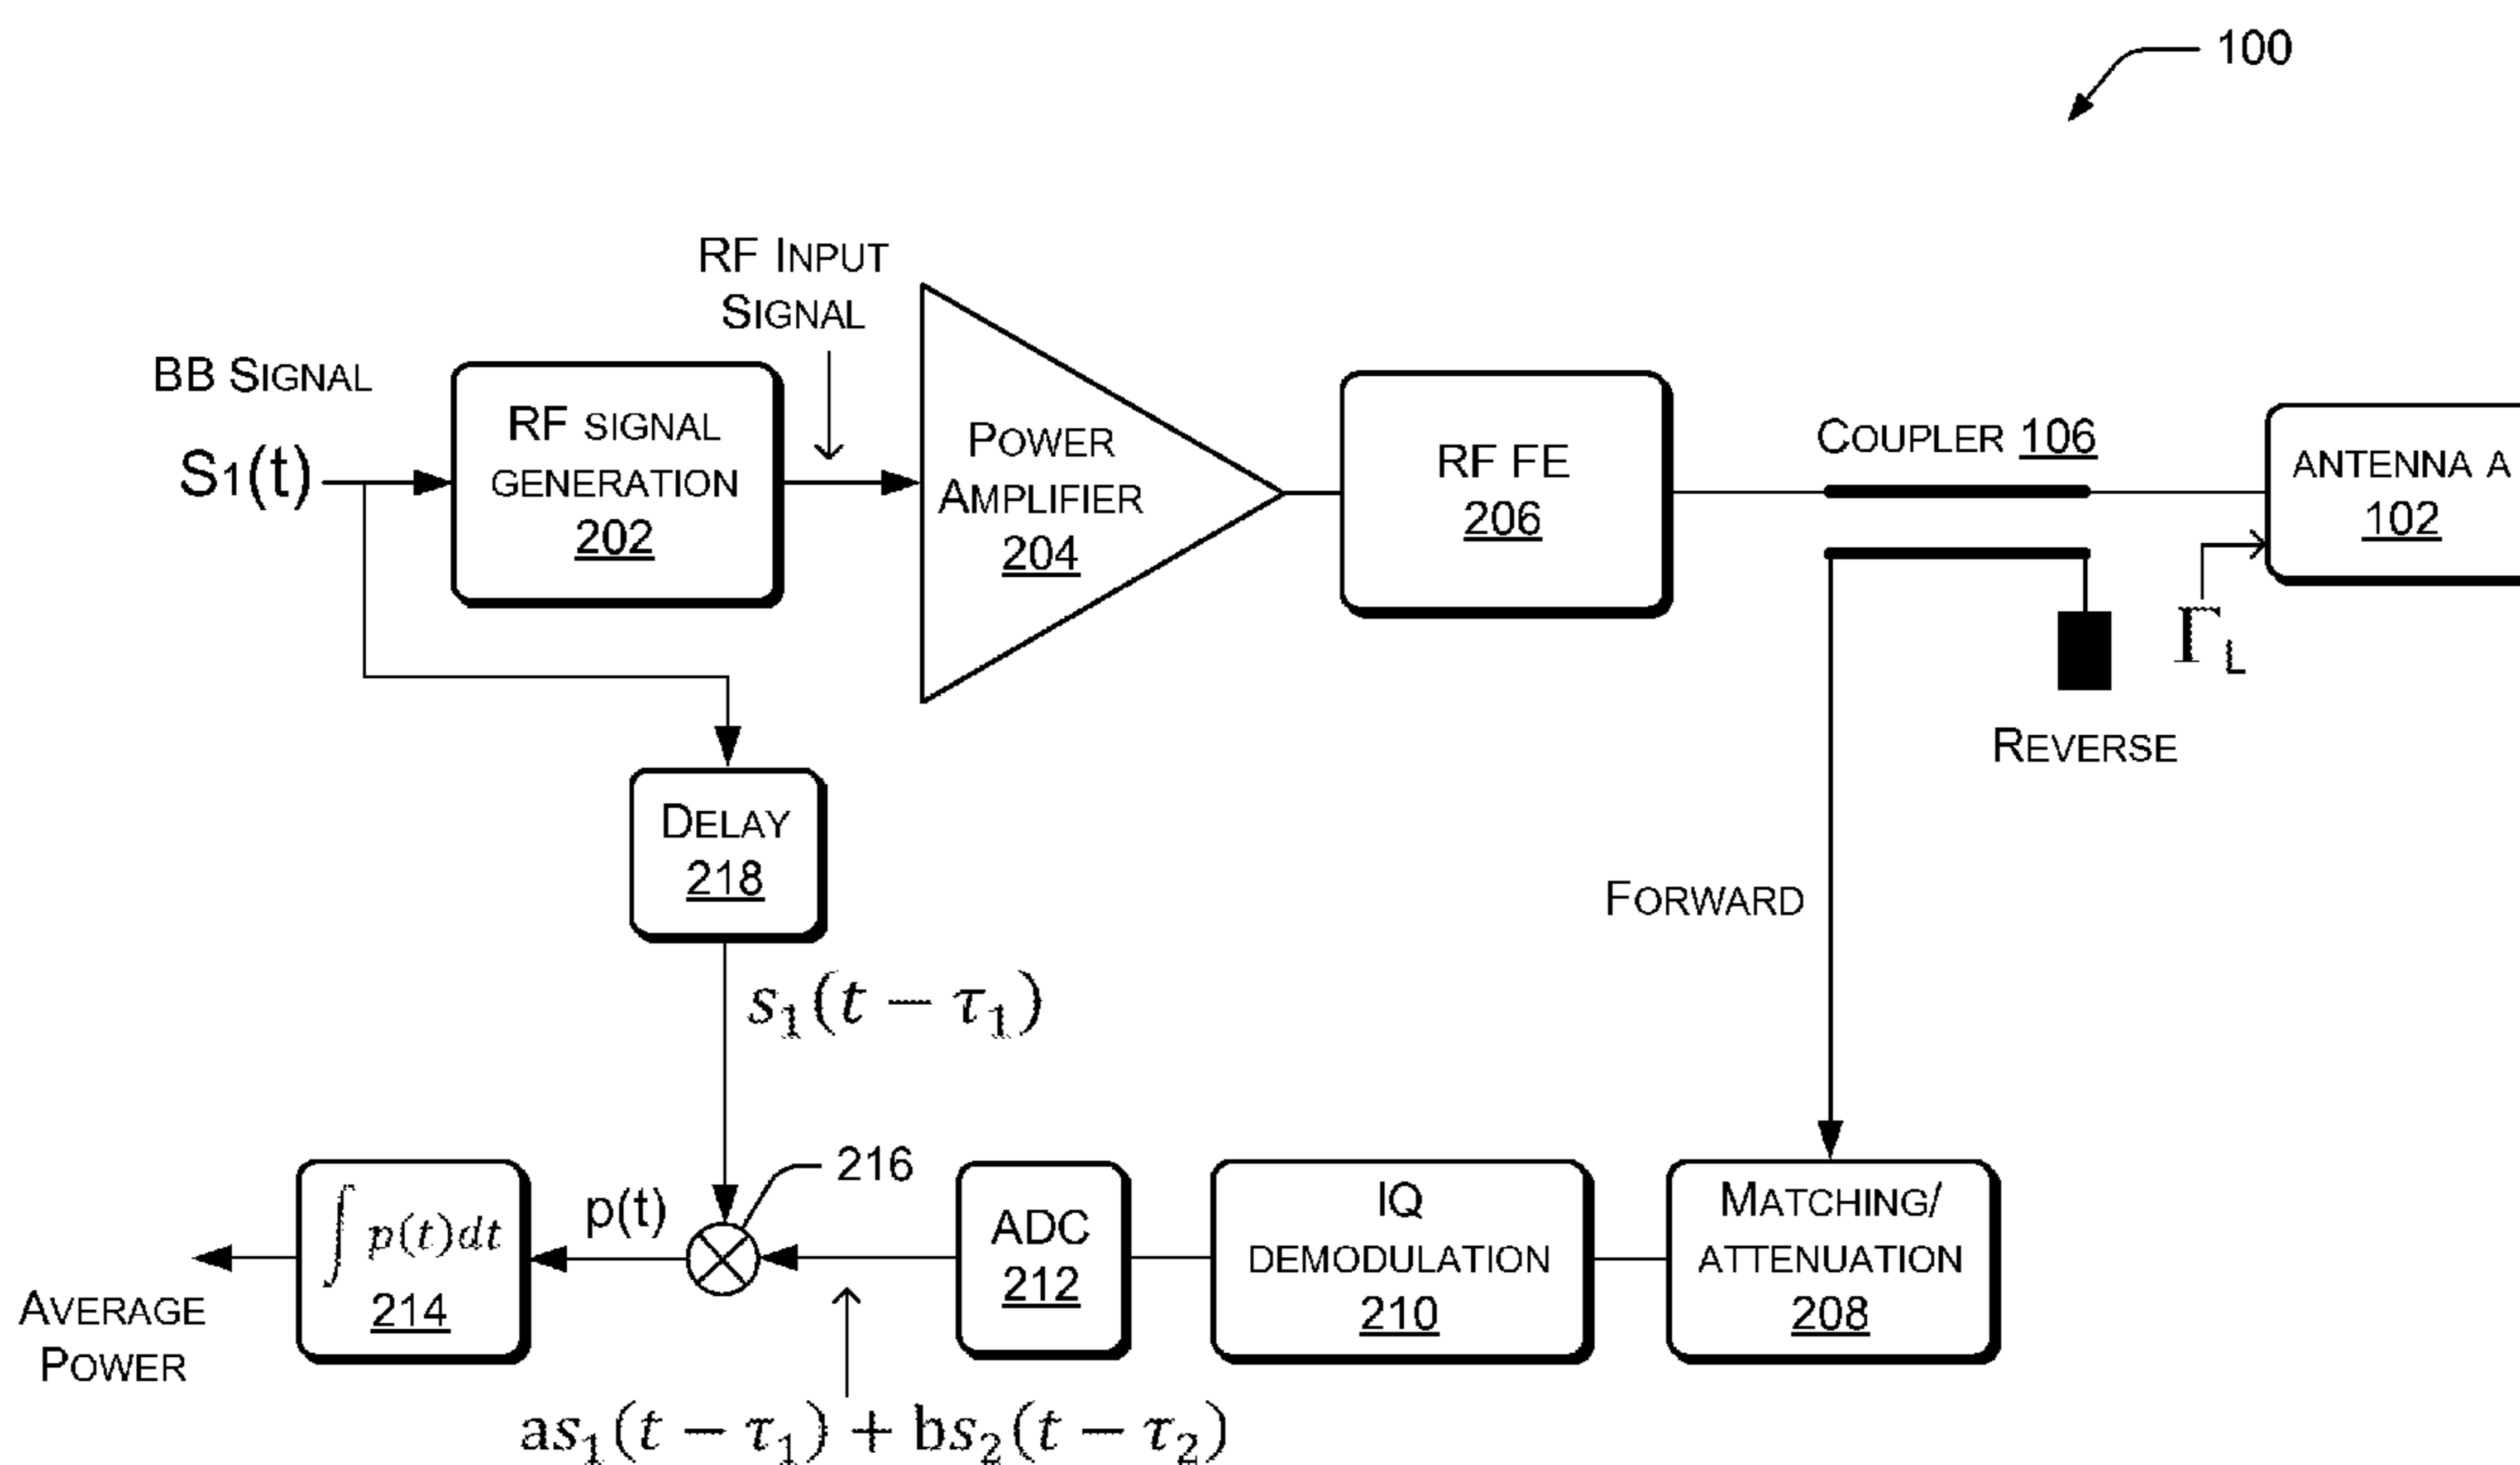 100
RF INPUT
SIGNAL
BB SIGNAL
S1(t)
RF SIGNAL
GENERATION
202
POWER
AMPLIFIER
204
RF FE
206
COUPLER 106
ANTENNA A
102
Γ_L
REVERSE
DELAY
218
FORWARD
s₁(t − τ₁)
216
p(t)
∫ p(t)dt
214
AVERAGE
POWER
ADC
212
IQ
DEMODULATION
210
MATCHING/
ATTENUATION
208
as₁(t − τ₁) + bs₂(t − τ₂)